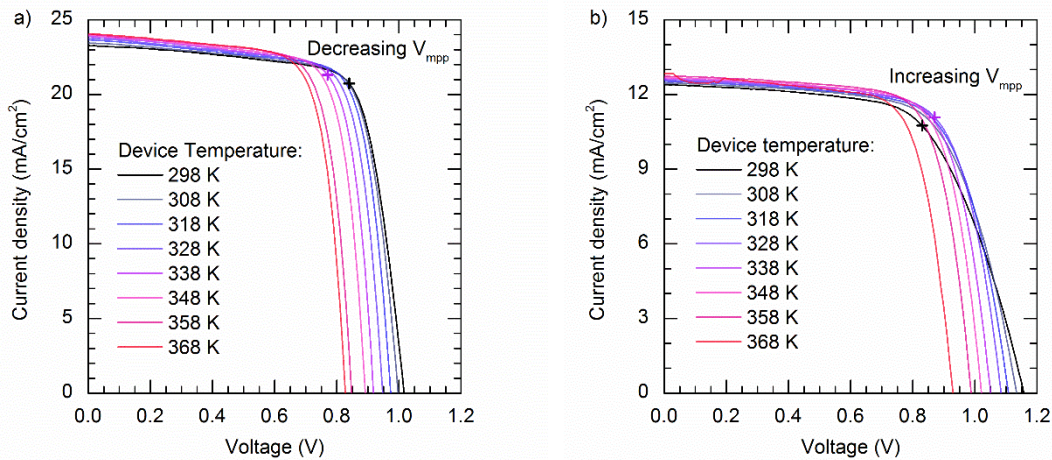 a)
Decreasing Vmpp
Device Temperature:
298 K
308 K
318 K
328 K
338 K
348 K
358 K
368 K
25
20
15
10
5
0
0.0 0.2 0.4 0.6 0.8 1.0 1.2
Voltage (V)
Current density (mA/cm²)
b)
Increasing Vmpp
Device temperature:
298 K
308 K
318 K
328 K
338 K
348 K
358 K
368 K
15
12
9
6
3
0
0.0 0.2 0.4 0.6 0.8 1.0 1.2
Voltage (V)
Current density (mA/cm²)